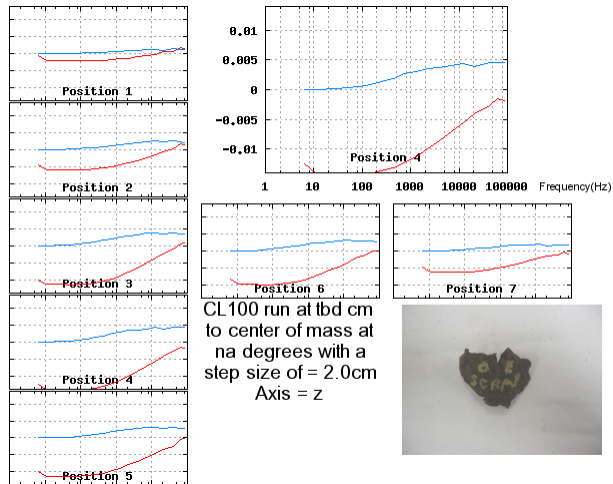 Position 1
Position 2
Position 3
Position 4
Position 5
0.01
0.005
0
-0.005
-0.01
Position 4
1 10 100 1000 10000 100000 Frequency(Hz)
Position 6
Position 7
CL100 run at tbd cm
to center of mass at
na degrees with a
step size of = 2.0cm
Axis = z
O E
SCRAP